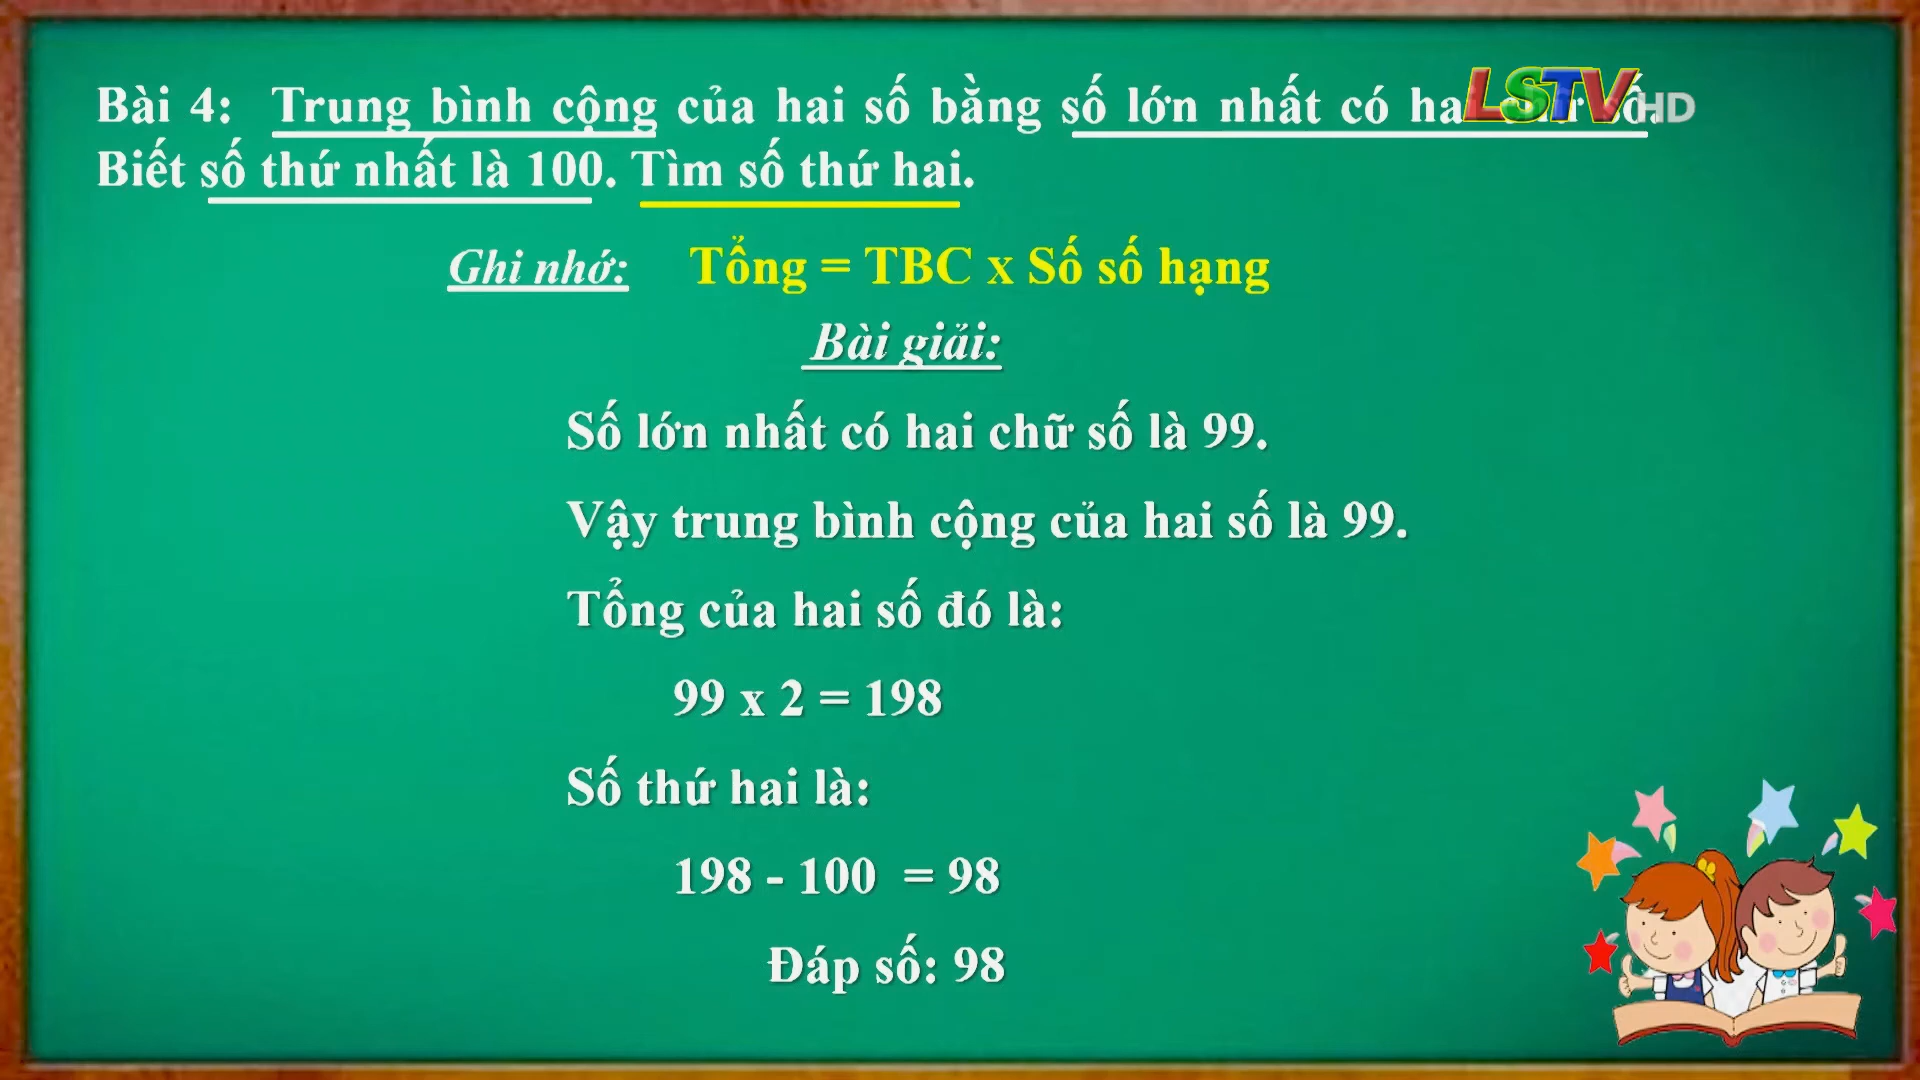 Bài 4: Trung bình cộng của hai số bằng số lớn nhất có số.
LSTV HD
Biết số thứ nhất là 100. Tìm số thứ hai.
Ghi nhớ: Tổng = TBC x Số số hạng
Bài giải:
Số lớn nhất có hai chữ số là 99.
Vậy trung bình cộng của hai số là 99.
Tổng của hai số đó là:
99 x 2 = 198
Số thứ hai là:
198 - 100 = 98
Đáp số: 98